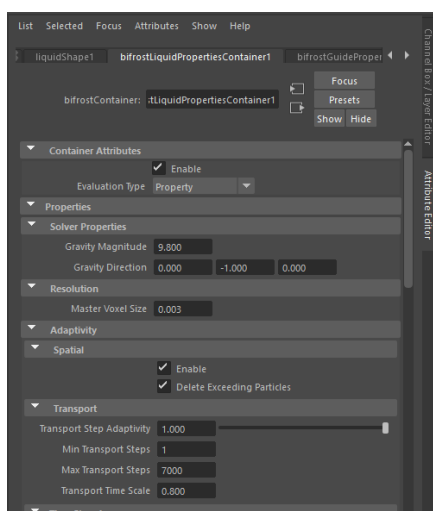 List Selected Focus Attributes Show Help
liquidShape1 bifrostLiquidPropertiesContainer1 bifrostGuideProper
Focus
bifrostContainer: :tLiquidPropertiesContainer1 Presets
Show Hide
Container Attributes
Enable
Evaluation Type Property
Properties
Solver Properties
Gravity Magnitude 9.800
Gravity Direction 0.000 -1.000 0.000
Resolution
Master Voxel Size 0.003
Adaptivity
Spatial
Enable
Delete Exceeding Particles
Transport
Transport Step Adaptivity 1.000
Min Transport Steps 1
Max Transport Steps 7000
Transport Time Scale 0.800
Channel Box / Layer Editor
Attribute Editor